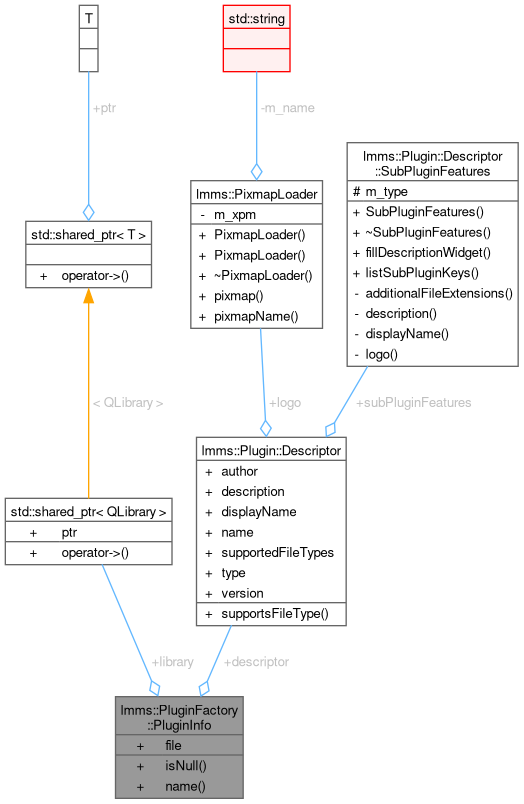 T
std::string
+ptr
-m_name
lmms::Plugin::Descriptor
::SubPluginFeatures
# m_type
+ SubPluginFeatures()
+ ~SubPluginFeatures()
+ fillDescriptionWidget()
+ listSubPluginKeys()
- additionalFileExtensions()
- description()
- displayName()
- logo()
lmms::PixmapLoader
- m_xpm
+ PixmapLoader()
+ PixmapLoader()
+ ~PixmapLoader()
+ pixmap()
+ pixmapName()
std::shared_ptr< T >
+ operator->()
< QLibrary >
+logo
+subPluginFeatures
lmms::Plugin::Descriptor
+ author
+ description
+ displayName
+ name
+ supportedFileTypes
+ type
+ version
+ supportsFileType()
std::shared_ptr< QLibrary >
+ ptr
+ operator->()
+library
+descriptor
lmms::PluginFactory
::PluginInfo
+ file
+ isNull()
+ name()